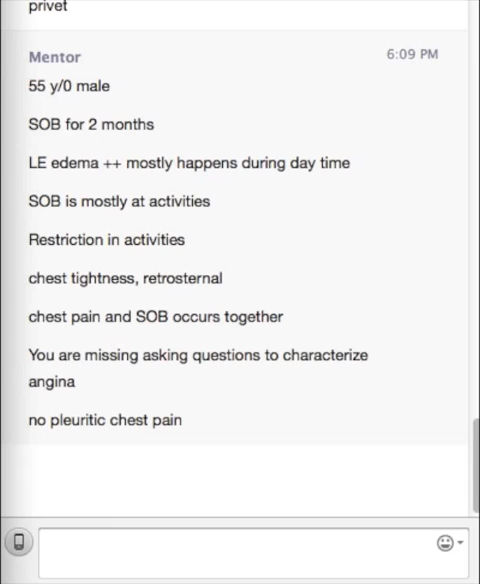 privet
Mentor 6:09 PM
55 y/0 male
SOB for 2 months
LE edema ++ mostly happens during day time
SOB is mostly at activities
Restriction in activities
chest tightness, retrosternal
chest pain and SOB occurs together
You are missing asking questions to characterize
angina
no pleuritic chest pain